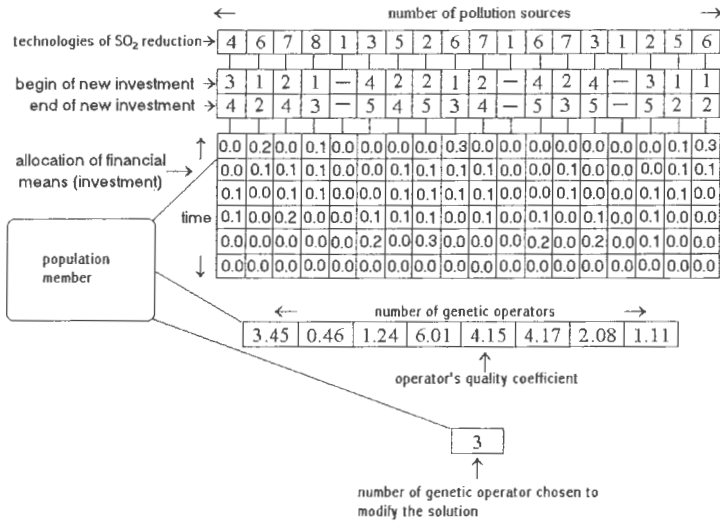 ← number of pollution sources →
technologies of SO2 reduction→ 4 6 7 8 1 3 5 2 6 7 1 6 7 3 1 2 5 6
begin of new investment→ 3 1 2 1 — 4 2 2 1 2 — 4 2 4 — 3 1 1
end of new investment→ 4 2 4 3 — 5 4 5 3 4 — 5 3 5 — 5 2 2
0.0 0.2 0.0 0.1 0.0 0.0 0.0 0.0 0.3 0.0 0.0 0.0 0.0 0.0 0.0 0.0 0.1 0.3
allocation of financial
0.0 0.1 0.1 0.1 0.0 0.0 0.1 0.1 0.1 0.1 0.0 0.0 0.1 0.0 0.0 0.0 0.1 0.1
means (investment)
0.1 0.0 0.1 0.1 0.0 0.0 0.1 0.1 0.1 0.1 0.0 0.0 0.1 0.0 0.0 0.1 0.0 0.0
time 0.1 0.0 0.2 0.0 0.0 0.1 0.1 0.1 0.0 0.1 0.0 0.1 0.0 0.1 0.0 0.1 0.0 0.0
0.0 0.0 0.0 0.0 0.0 0.2 0.0 0.3 0.0 0.0 0.0 0.2 0.0 0.2 0.0 0.1 0.0 0.0
0.0 0.0 0.0 0.0 0.0 0.0 0.0 0.0 0.0 0.0 0.0 0.0 0.0 0.0 0.0 0.0 0.0 0.0
population
member
← number of genetic operators →
3.45 0.46 1.24 6.01 4.15 4.17 2.08 1.11
operator's quality coefficient
3
number of genetic operator chosen to
modify the solution